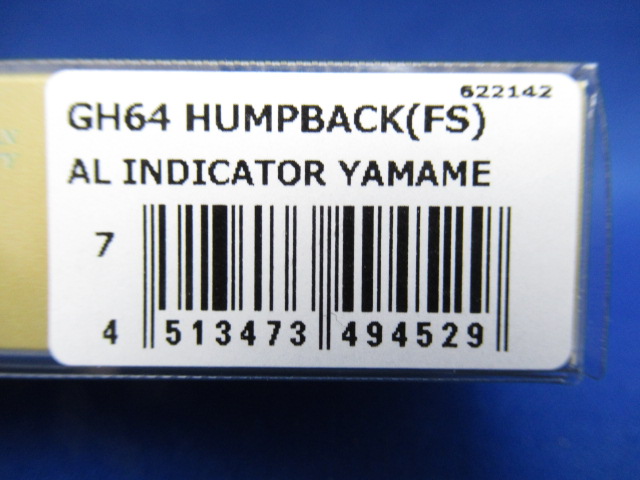 622142
GH64 HUMPBACK(FS)
AL INDICATOR YAMAME
7
4 513473 494529